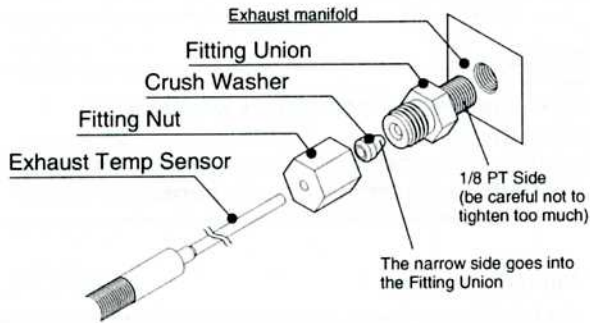 Exhaust manifold
Fitting Union
Crush Washer
Fitting Nut
Exhaust Temp Sensor
1/8 PT Side
(be careful not to
tighten too much)
The narrow side goes into
the Fitting Union